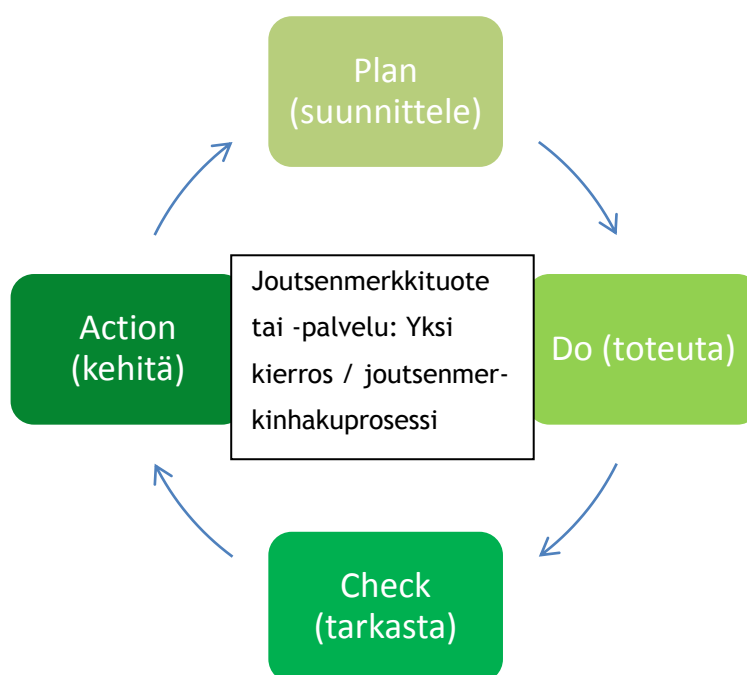 Plan
(suunnittele)
Action
(kehitä)
Joutsenmerkkituote
tai -palvelu: Yksi
kierros / joutsenmer-
kinhakuprosessi
Do (toteuta)
Check
(tarkasta)